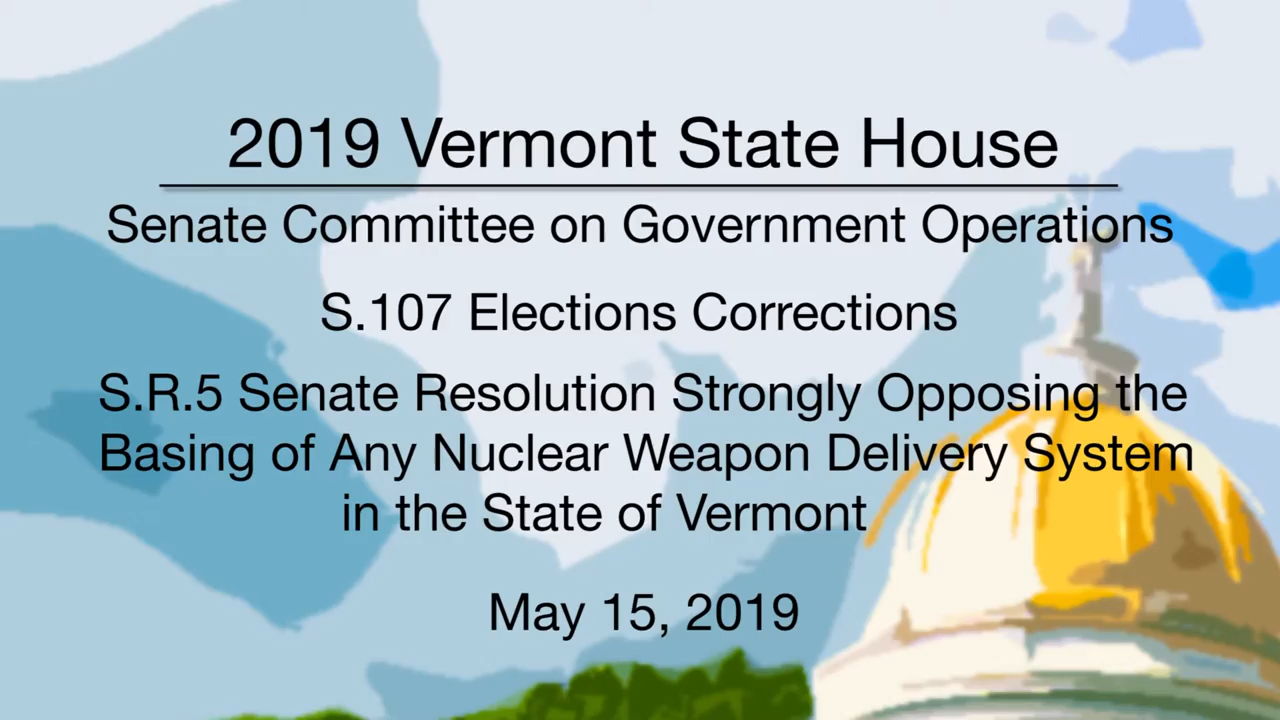 2019 Vermont State House
Senate Committee on Government Operations
S.107 Elections Corrections
S.R.5 Senate Resolution Strongly Opposing the
Basing of Any Nuclear Weapon Delivery System
in the State of Vermont
May 15, 2019